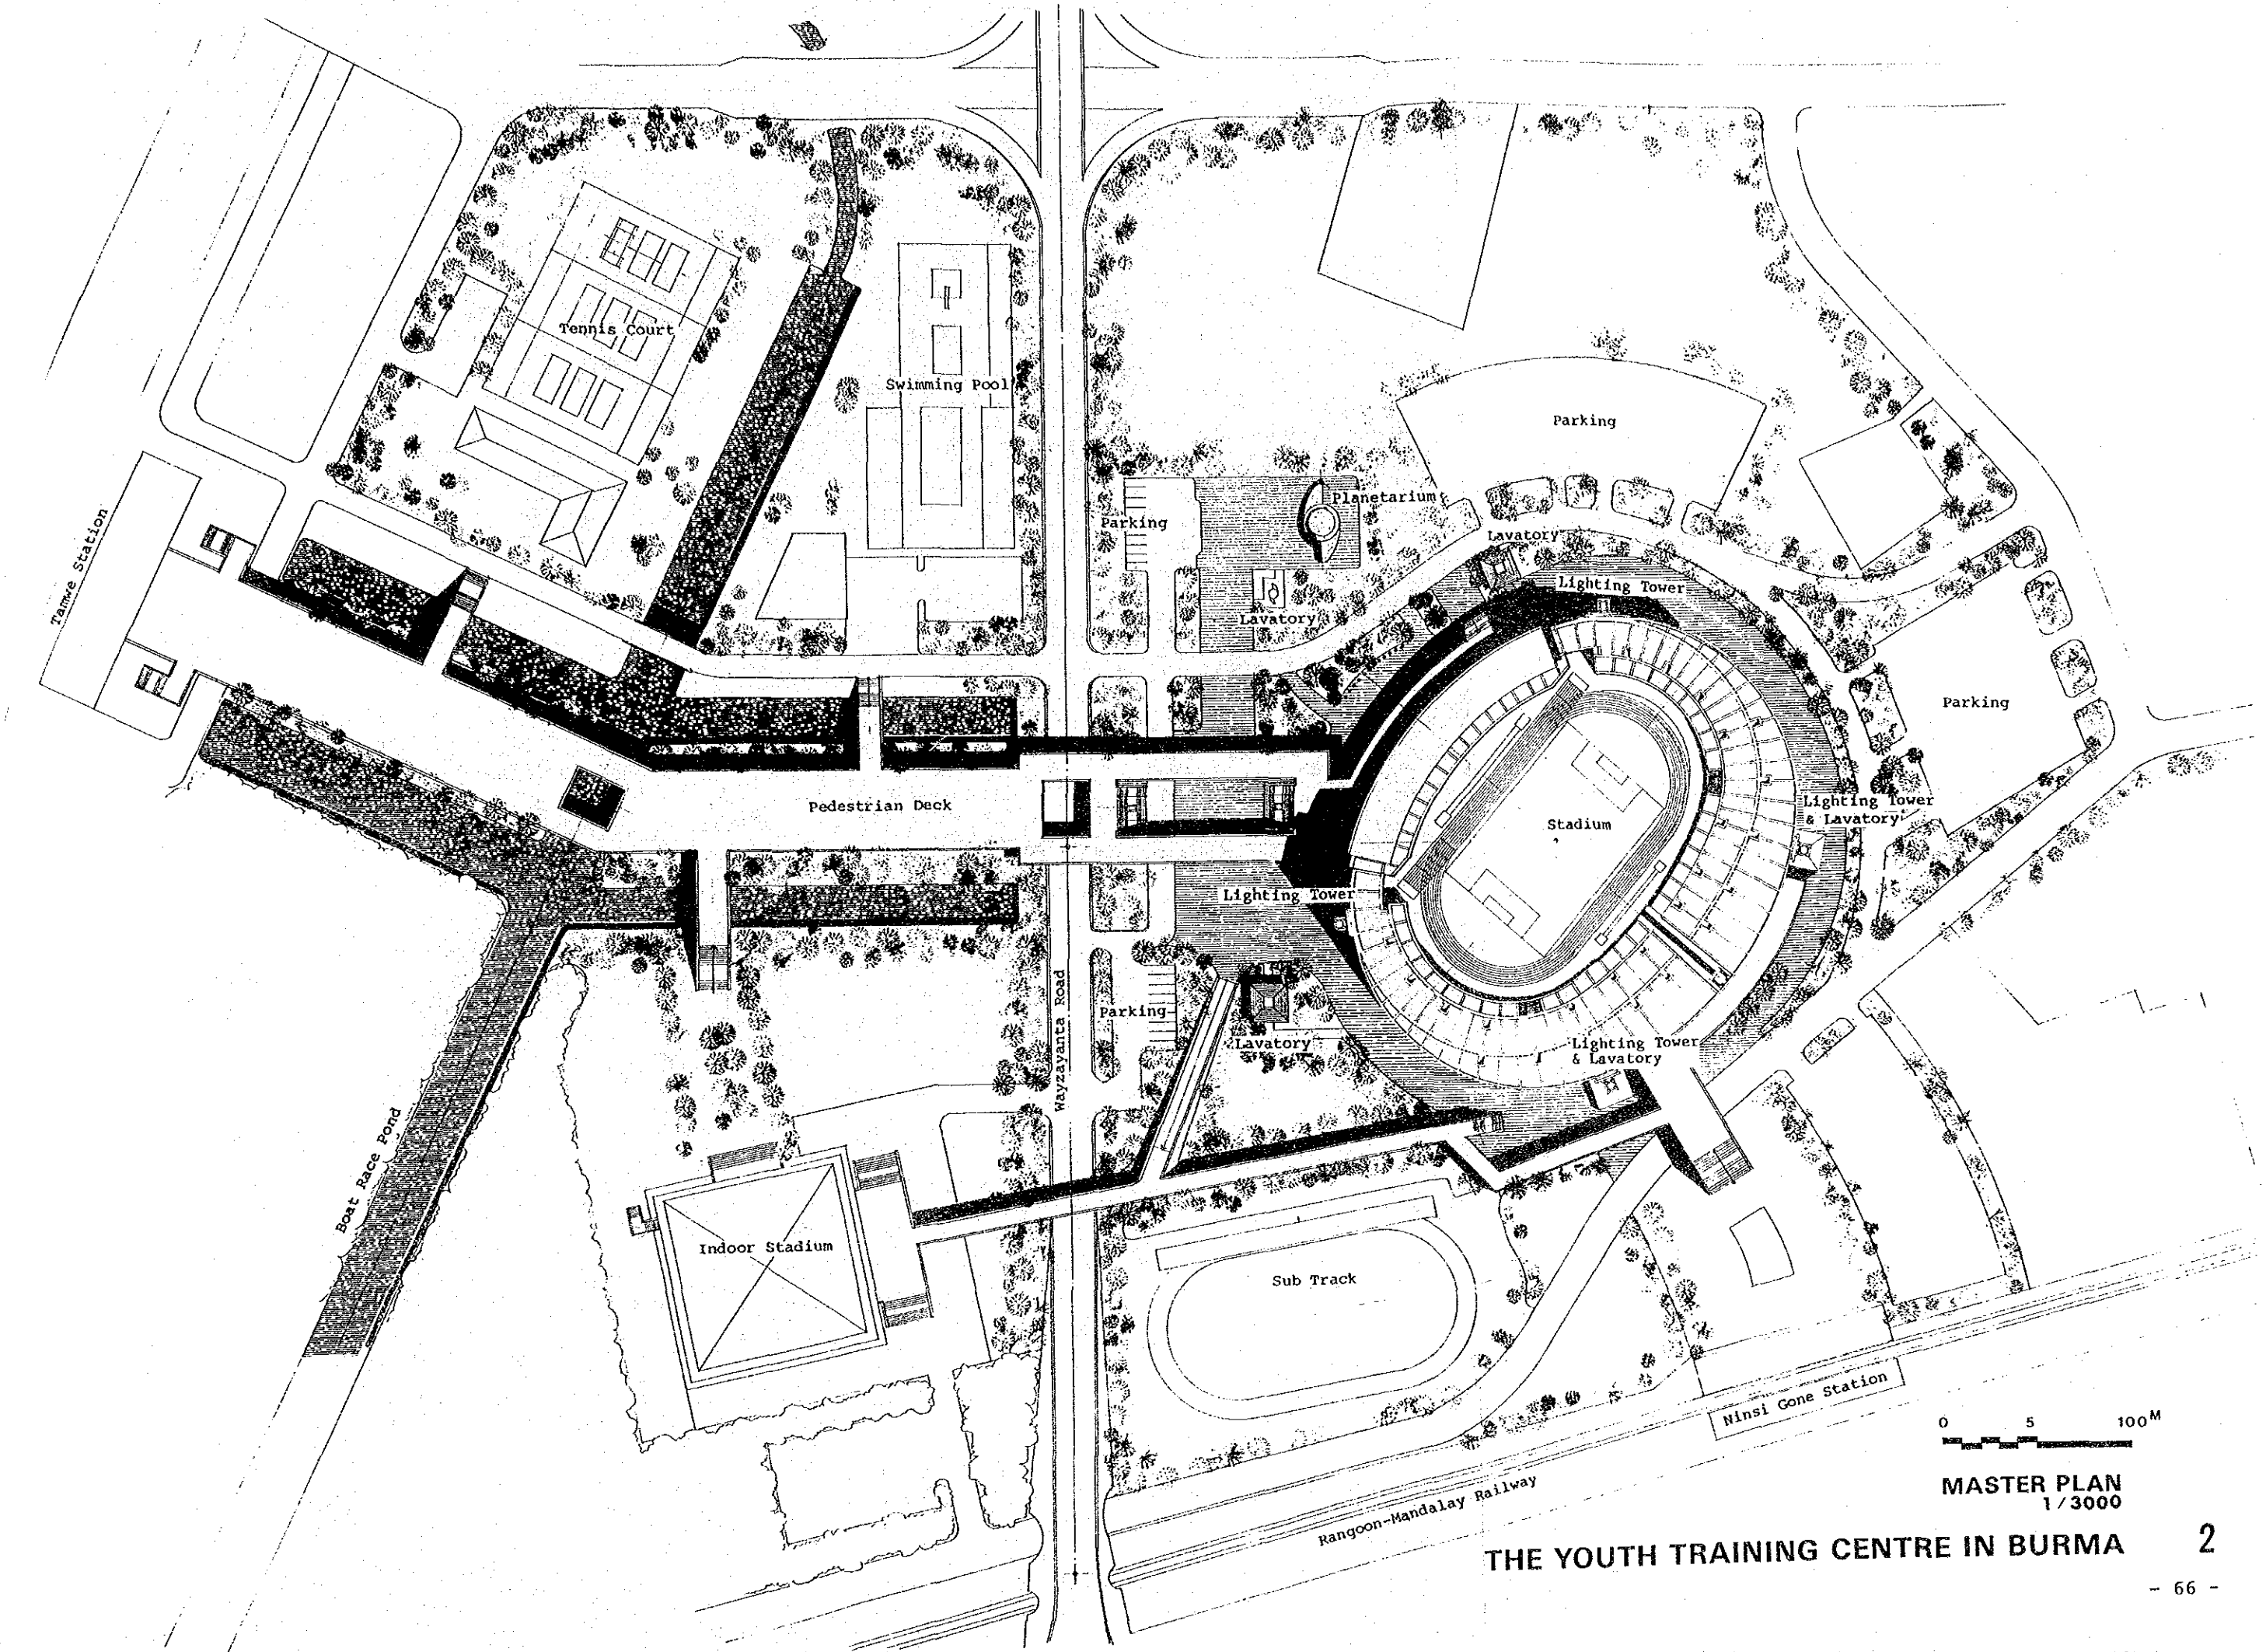 Tennis Court
Swimming Pool
Parking
Planetarium
Parking
Lavatory
Lighting Tower
Lavatory
Tamwe Station
Parking
Pedestrian Deck
Lighting Tower
& Lavatory
Stadium
Lighting Tower
Wayzayanta Road
Parking
Lavatory
Lighting Tower
& Lavatory
Boat Race Pond
Indoor Stadium
Sub Track
Ninsi Gone Station
Rangoon-Mandalay Railway
0 5 100M
MASTER PLAN
1/3000
THE YOUTH TRAINING CENTRE IN BURMA 2
- 66 -